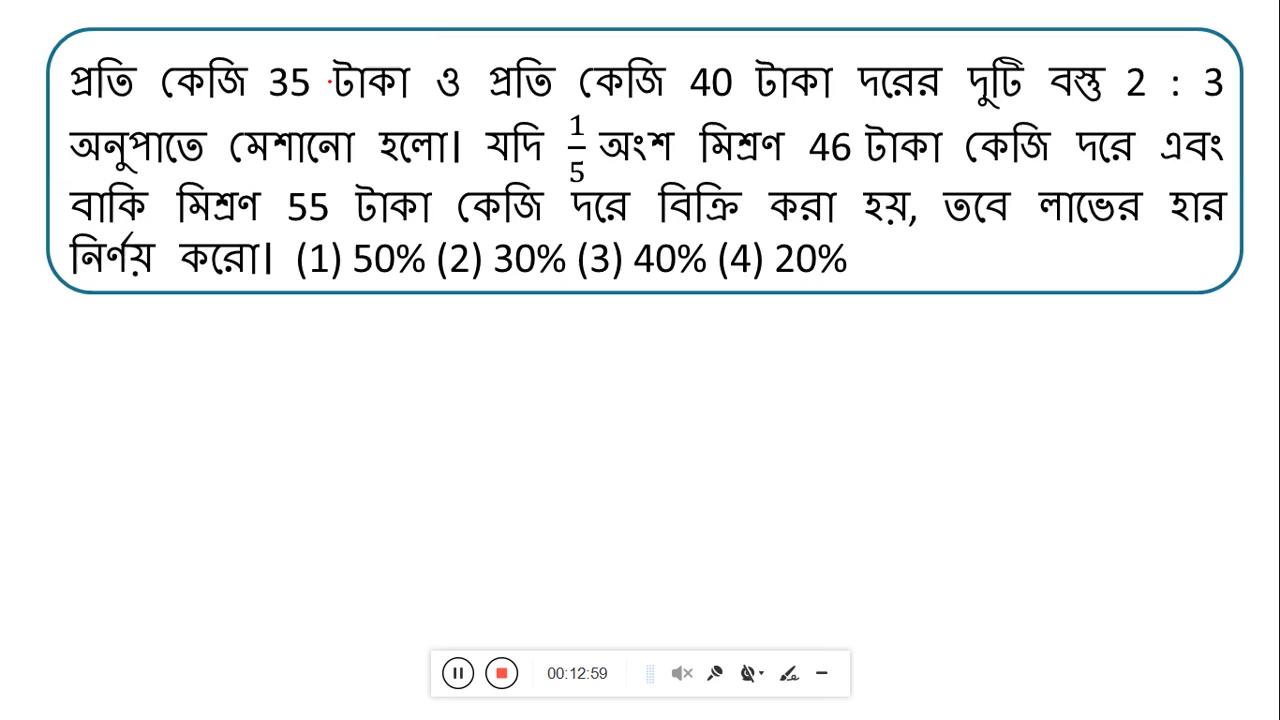 প্রতি কেজি 35 টাকা ও প্রতি কেজি 40 টাকা দরের দুটি বস্তু 2 : 3
অনুপাতে মেশানো হলো। যদি 1/5 অংশ মিশ্রণ 46 টাকা কেজি দরে এবং
বাকি মিশ্রণ 55 টাকা কেজি দরে বিক্রি করা হয়, তবে লাভের হার
নির্ণয় করো। (1) 50% (2) 30% (3) 40% (4) 20%
00:12:59